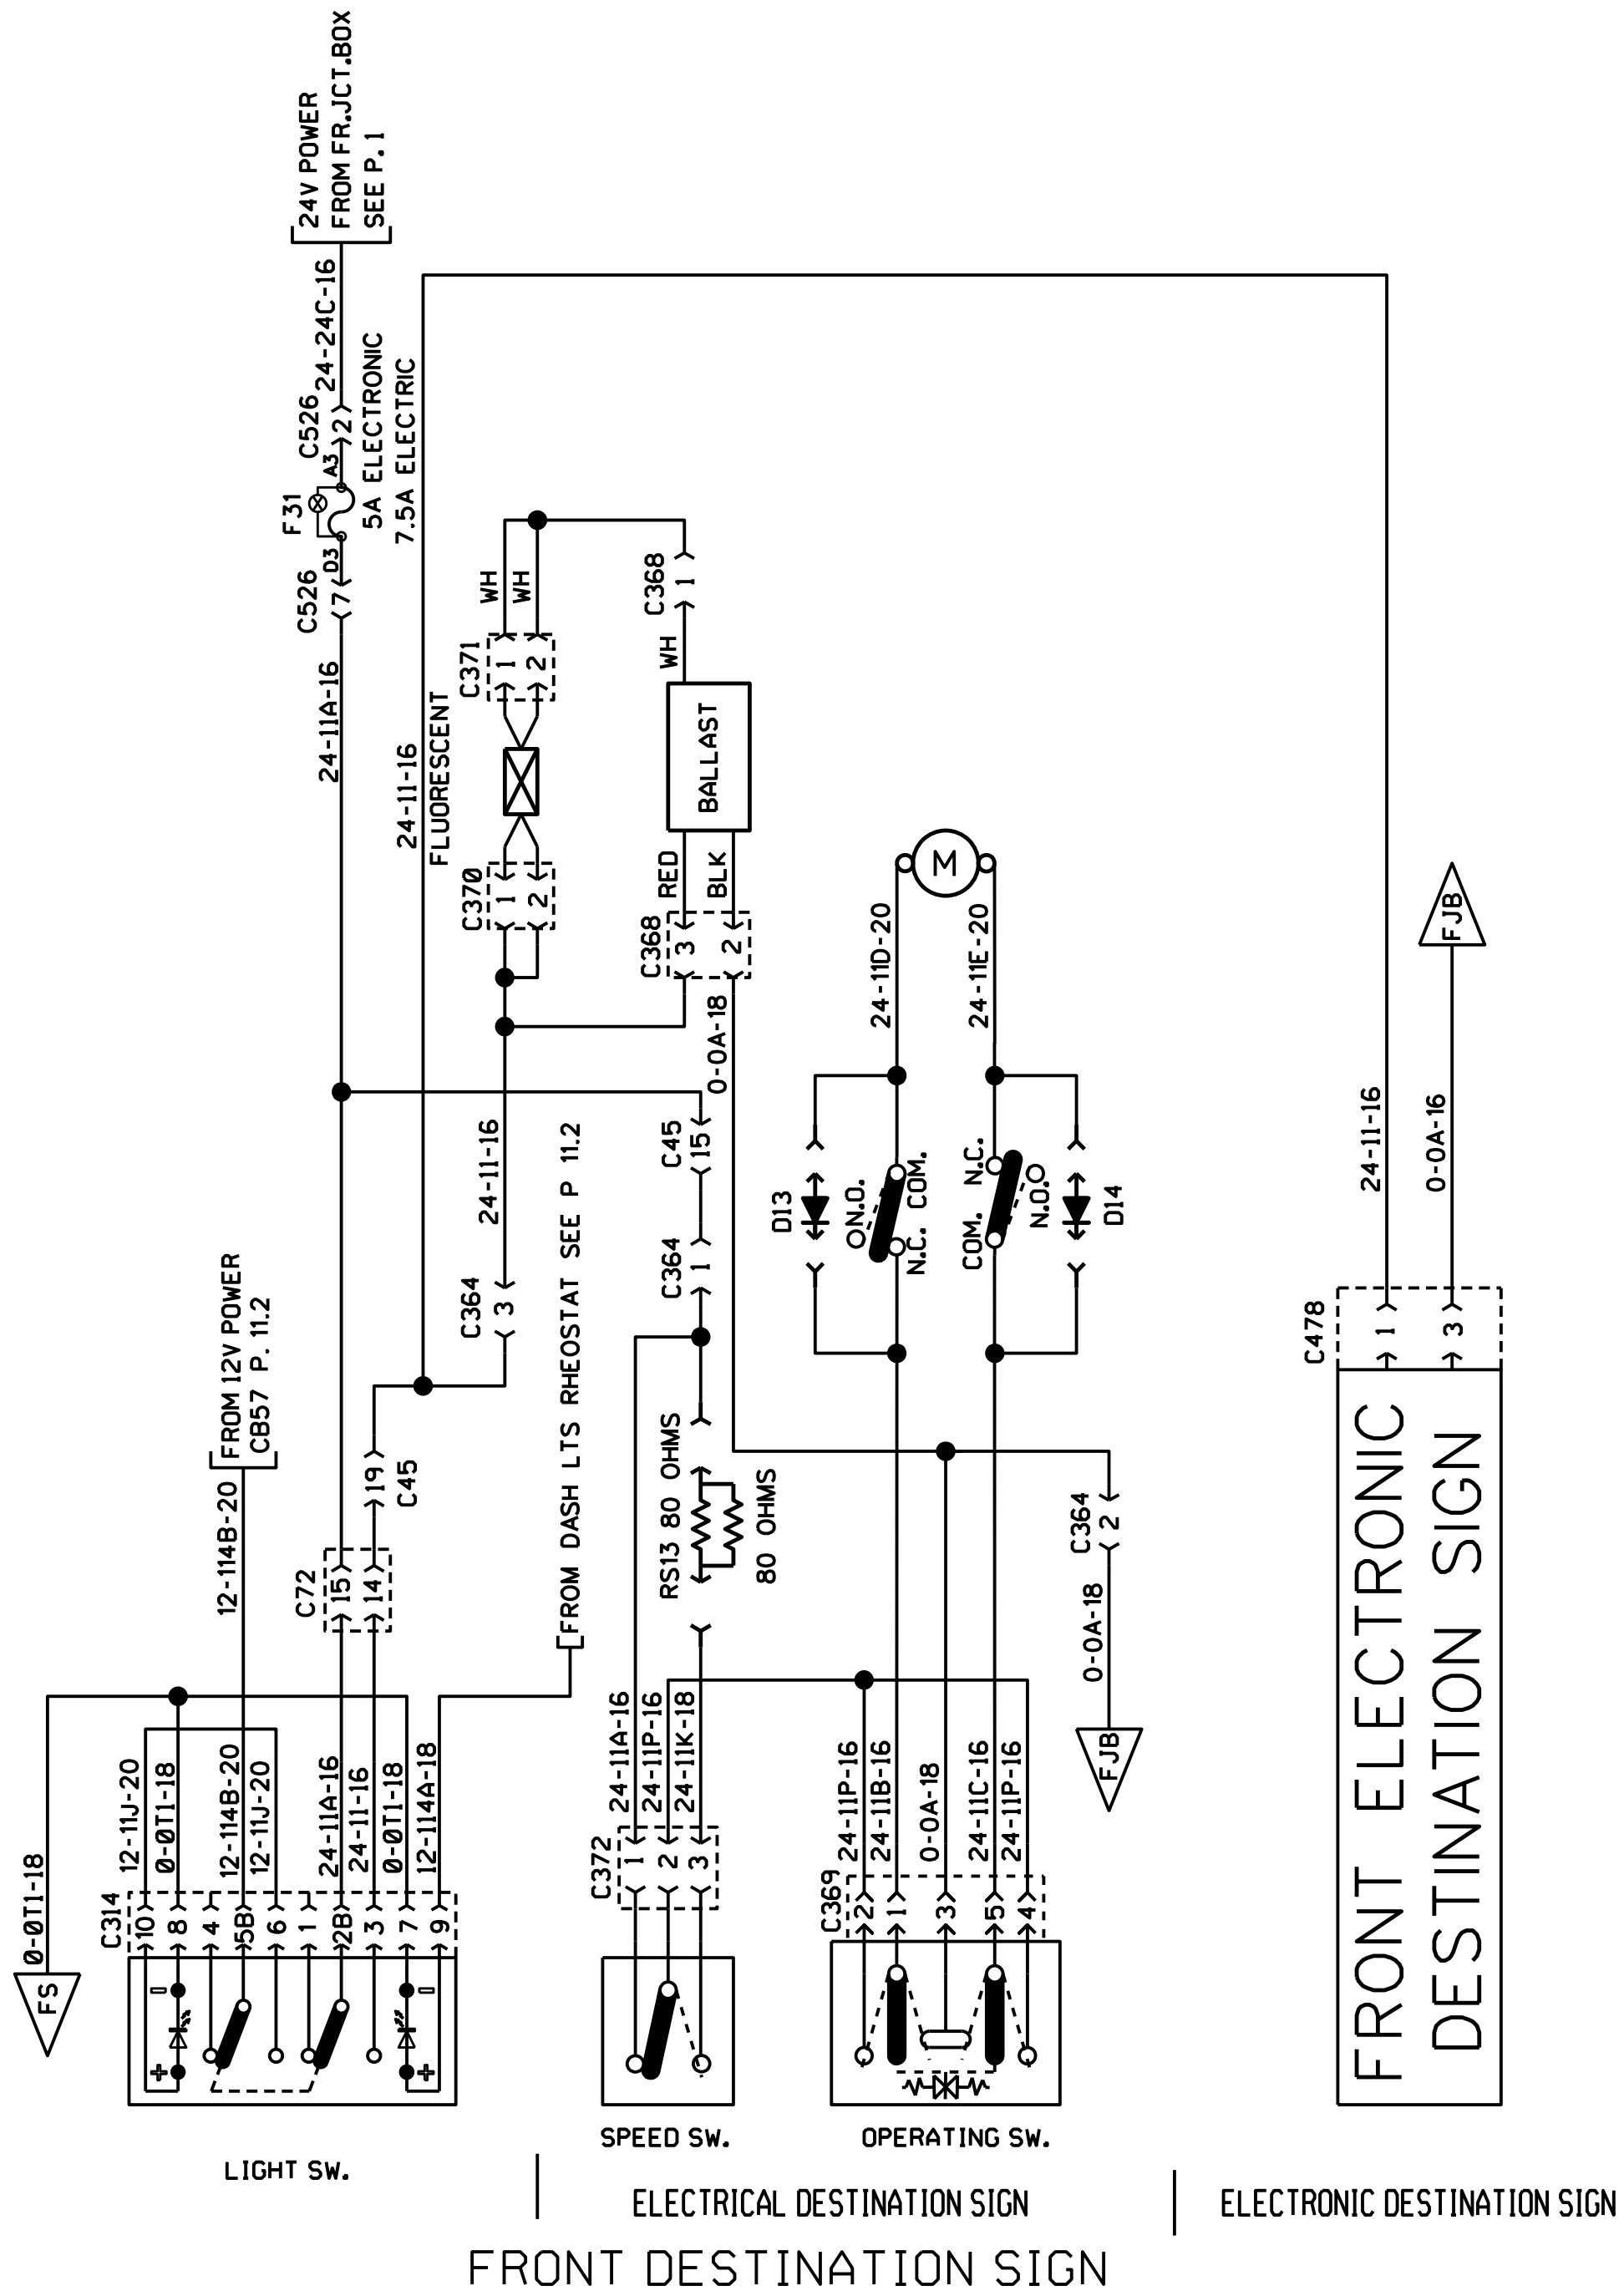 24V POWER
FROM FR.JCT.BOX
SEE P. 1
24-24C-16
C526
2
A3
F31
5A ELECTRONIC
7.5A ELECTRIC
D3
7
C526
24-11A-16
24-11-16
FLUORESCENT
WH
WH
C371
1
2
C368
1
WH
BALLAST
C370
1
2
RED
BLK
C368
3
2
0-0A-18
24-11-16
C364
3
FROM DASH LTS RHEOSTAT SEE P 11.2
C45
15
C364
1
M
24-11D-20
24-11E-20
D13
N.O.
N.C.
COM.
COM.
N.C.
N.O.
D14
FJB
24-11-16
0-0A-16
FROM 12V POWER
CB57 P. 11.2
12-114B-20
19
C45
C72
15
14
RS13 80 OHMS
80 OHMS
C364
2
0-0A-18
FJB
C478
1
3
FRONT ELECTRONIC
DESTINATION SIGN
0-0T1-18
FS
12-11J-20
0-0T1-18
12-114B-20
12-11J-20
24-11A-16
24-11-16
0-0T1-18
12-114A-18
C314
10
8
4
5B
6
1
2B
3
7
9
- +
- +
24-11A-16
24-11P-16
24-11K-18
C372
1
2
3
24-11P-16
24-11B-16
0-0A-18
24-11C-16
24-11P-16
C369
2
1
3
5
4
LIGHT SW.
SPEED SW.
OPERATING SW.
ELECTRICAL DESTINATION SIGN
ELECTRONIC DESTINATION SIGN
FRONT DESTINATION SIGN